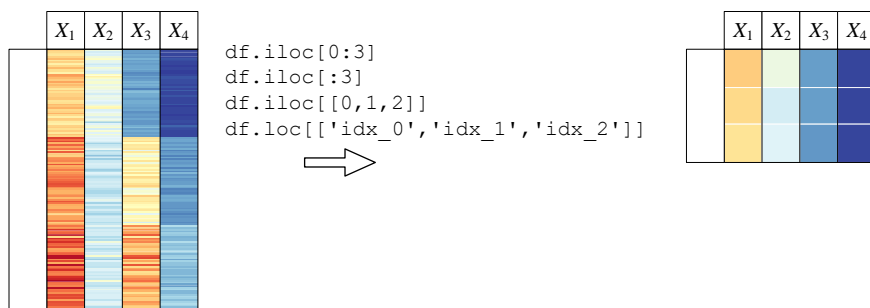 X1 X2 X3 X4
df.iloc[0:3]
df.iloc[:3]
df.iloc[[0,1,2]]
df.loc[['idx_0','idx_1','idx_2']]
X1 X2 X3 X4